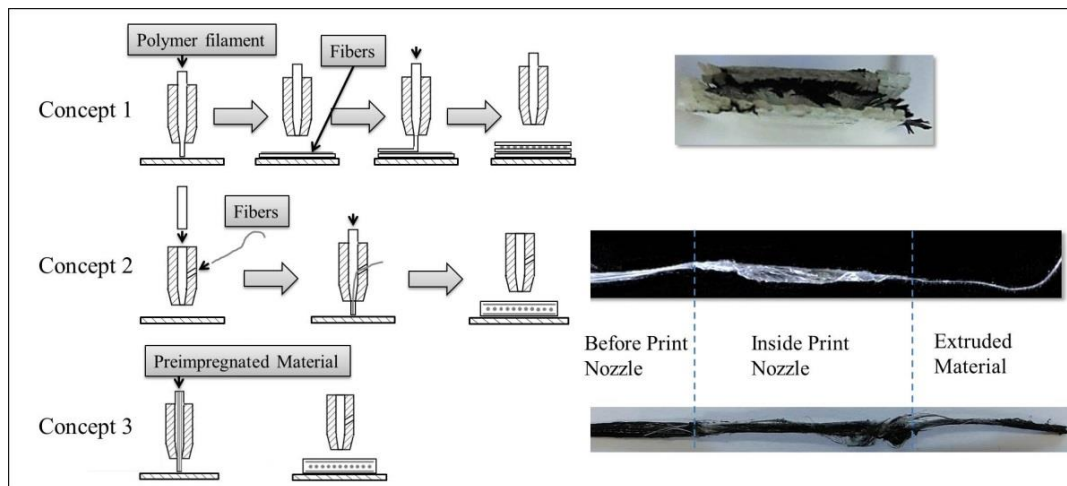 Polymer filament
Fibers
Concept 1
Fibers
Concept 2
Before Print
Nozzle
Inside Print
Nozzle
Extruded
Material
Preimpregnated Material
Concept 3